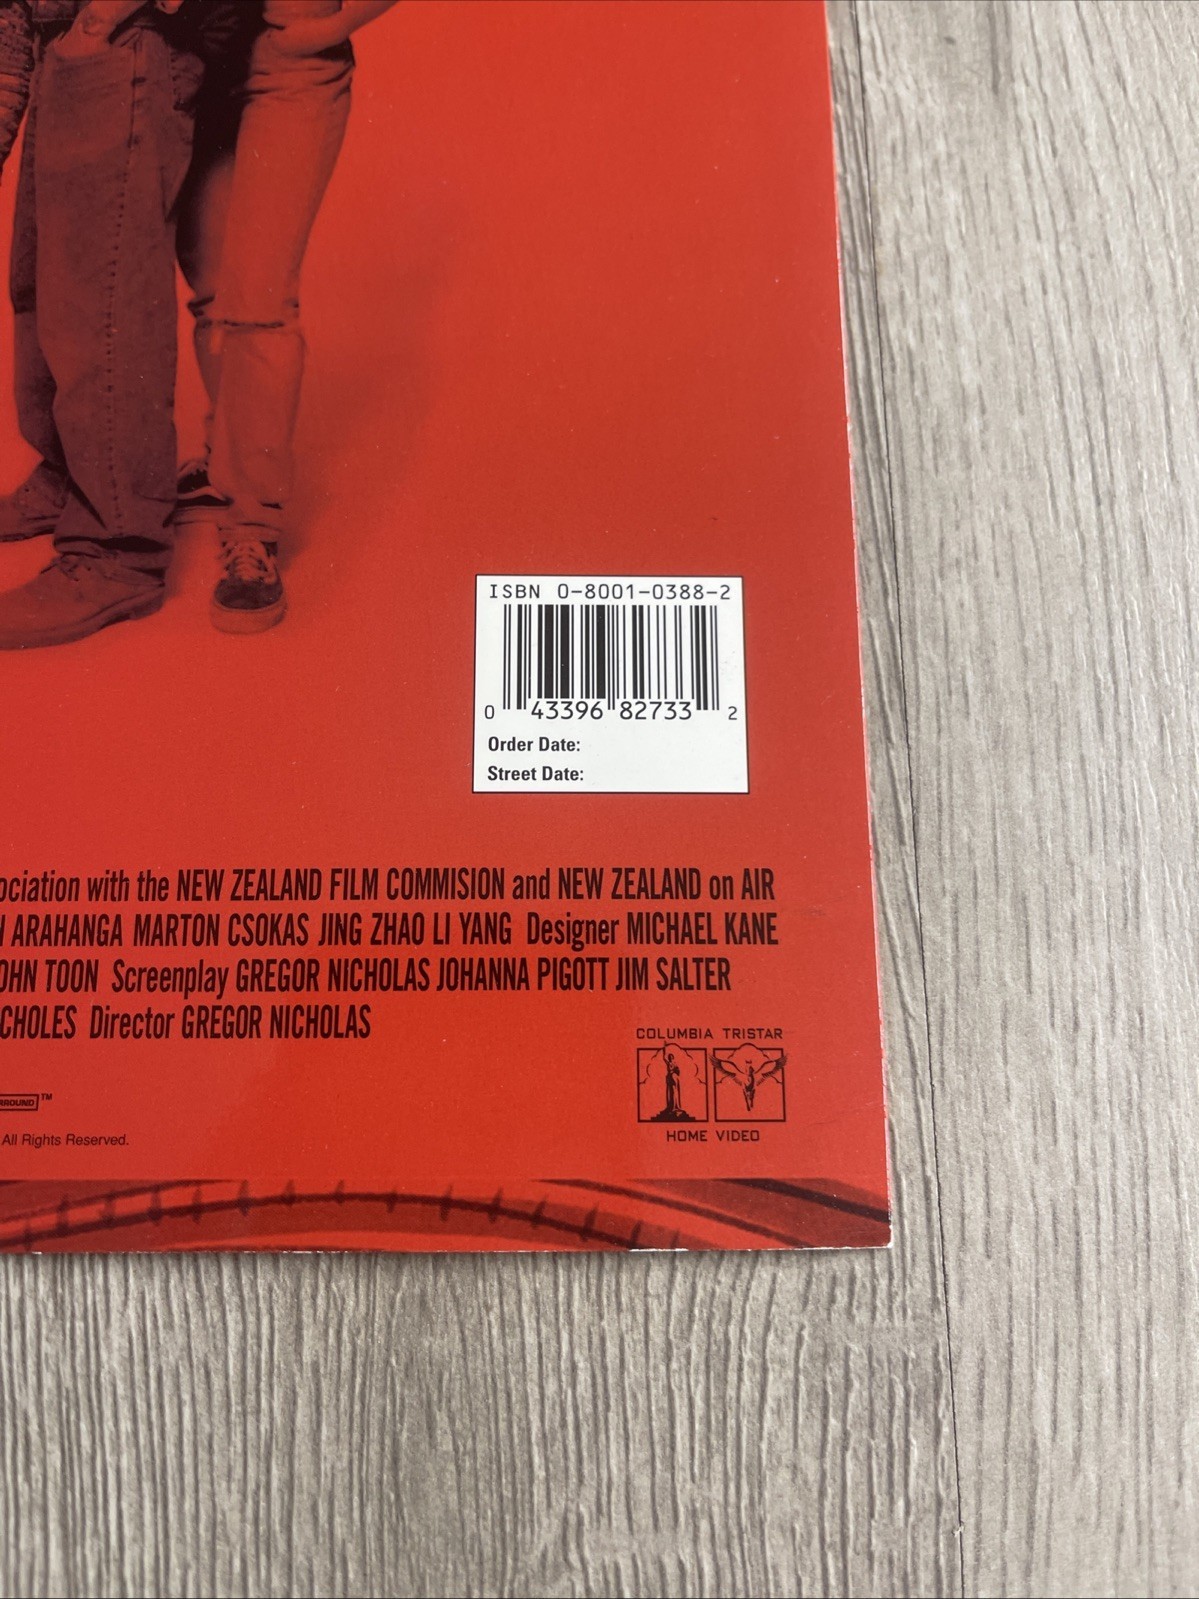 ISBN 0-8001-0388-2
0 43396 82733 2
Order Date:
Street Date:
ociation with the NEW ZEALAND FILM COMMISION and NEW ZEALAND on AIR
ARAHANGA MARTON CSOKAS JING ZHAO LI YANG Designer MICHAEL KANE
OHN TOON Screenplay GREGOR NICHOLAS JOHANNA PIGOTT JIM SALTER
CHOLES Director GREGOR NICHOLAS
COLUMBIA TRISTAR
HOME VIDEO
ROUND™
All Rights Reserved.